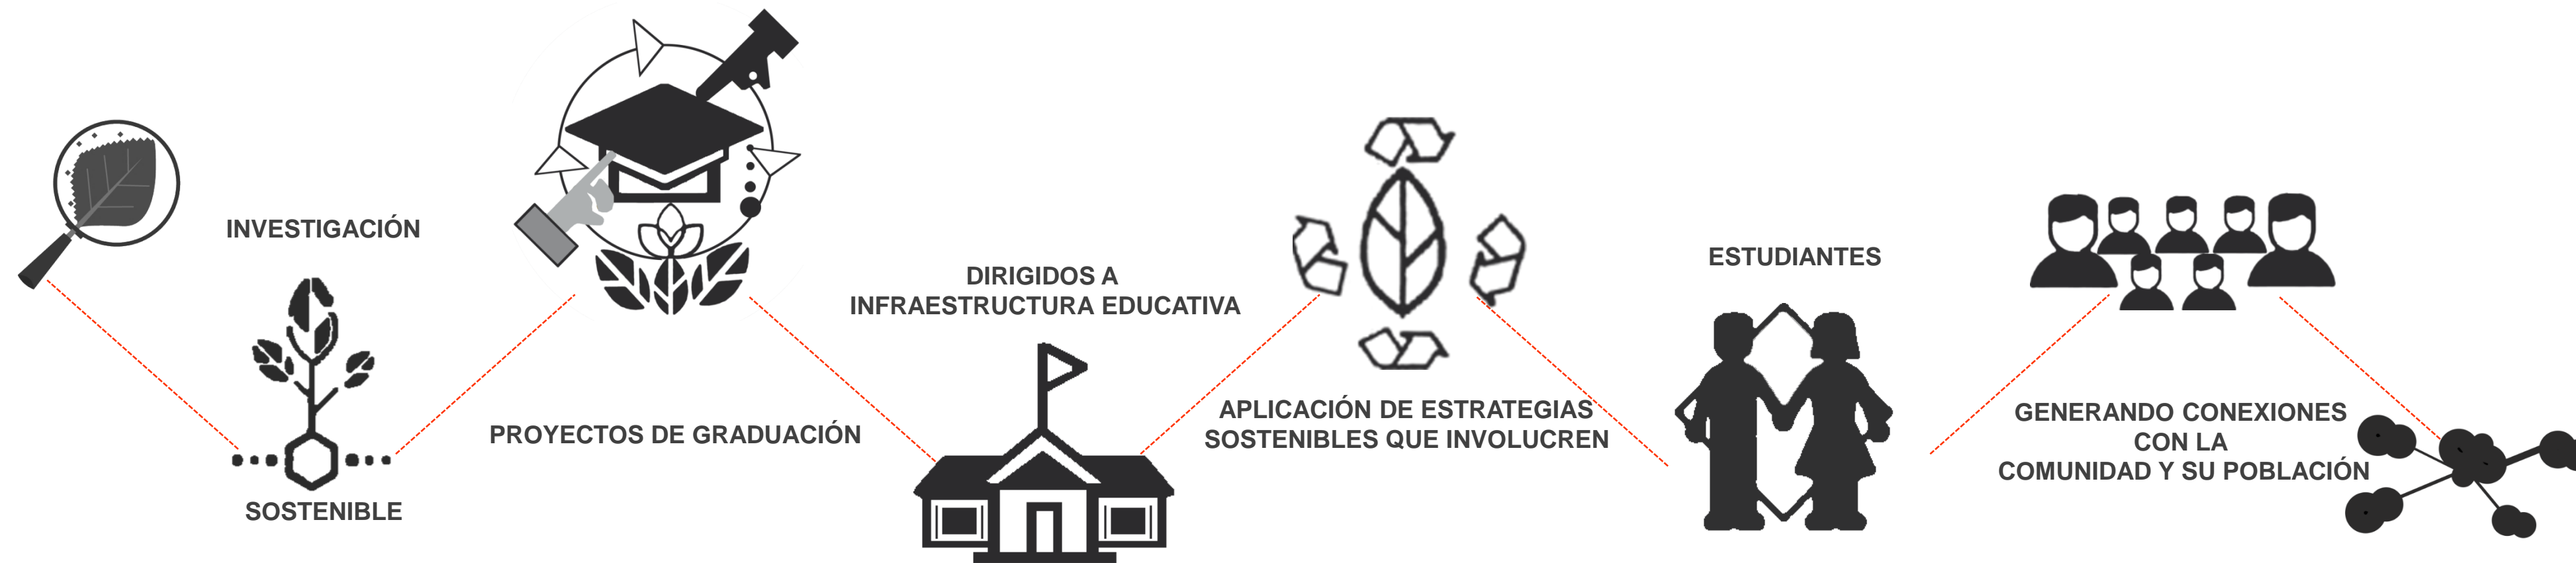 INVESTIGACIÓN
SOSTENIBLE
PROYECTOS DE GRADUACIÓN
DIRIGIDOS A
INFRAESTRUCTURA EDUCATIVA
APLICACIÓN DE ESTRATEGIAS
SOSTENIBLES QUE INVOLUCREN
ESTUDIANTES
GENERANDO CONEXIONES
CON LA
COMUNIDAD Y SU POBLACIÓN